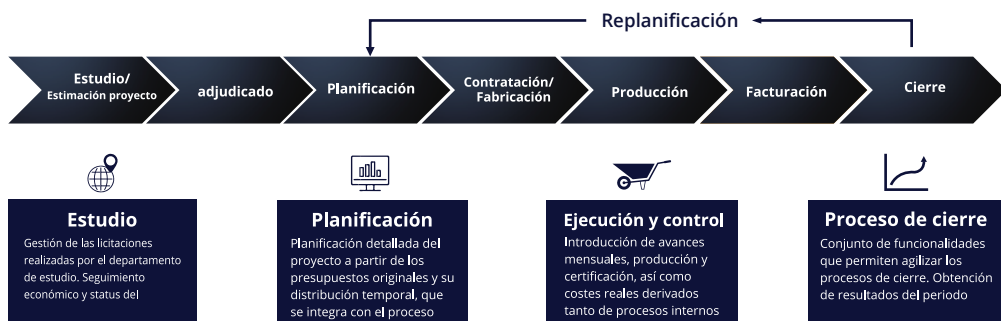 Replanificación
Estudio/
Estimación proyecto
adjudicado
Planificación
Contratación/
Fabricación
Producción
Facturación
Cierre
Estudio
Gestión de las licitaciones
realizadas por el departamento
de estudio. Seguimiento
económico y status del
Planificación
Planificación detallada del
proyecto a partir de los
presupuestos originales y su
distribución temporal, que
se integra con el proceso
Ejecución y control
Introducción de avances
mensuales, producción y
certificación, así como
costes reales derivados
tanto de procesos internos
Proceso de cierre
Conjunto de funcionalidades
que permiten agilizar los
procesos de cierre. Obtención
de resultados del periodo